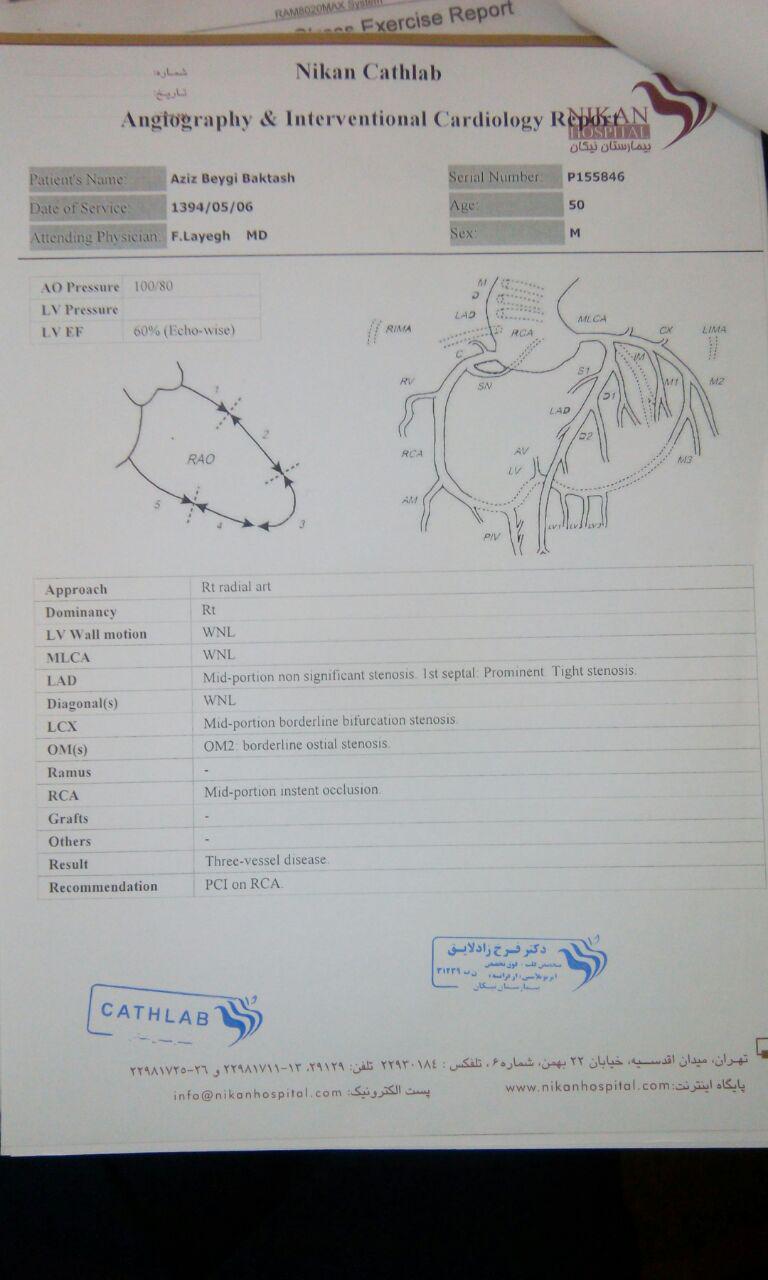 RAM8020MAX System
Exercise Report
شماره:
تاریخ:
Nikan Cathlab
Angiography & Interventional Cardiology Report
NIKAN
HOSPITAL
بیمارستان نیکان
Patient's Name: Aziz Beygi Baktash Serial Number: P155846
Date of Service: 1394/05/06 Age: 50
Attending Physician: F.Layegh MD Sex: M
AO Pressure 100/80
LV Pressure
LV EF 60% (Echo-wise)
RAO
1
2
3
4
5
M
D
LAD
RCA
MLCA
CX
LIMA
RIMA
C
SN
S1
IM
M1
M2
RV
D1
LAD
D2
RCA
AV
LV
M3
AM
PIV
LV1 LV2 LV3
Approach Rt radial art
Dominancy Rt
LV Wall motion WNL
MLCA WNL
LAD Mid-portion non significant stenosis. 1st septal: Prominent. Tight stenosis.
Diagonal(s) WNL
LCX Mid-portion borderline bifurcation stenosis.
OM(s) OM2: borderline ostial stenosis.
Ramus -
RCA Mid-portion instent occlusion.
Grafts -
Others -
Result Three-vessel disease.
Recommendation PCI on RCA.
دکتر فرخ رادلایق
متخصص قلب - فوق تخصص
ن پ ۳۱۲۳۹
بیمارستان نیکان
CATHLAB
تهران، میدان اقدسیه، خیابان ۲۲ بهمن، شماره ۶، تلفکس: ۲۲۹۳۰۱۸٤ تلفن: ۲۹۱۲۹، ۱۳-۲۲۹۸۱۷۱۱ و ۲۶-۲۲۹۸۱۷۲۵
پایگاه اینترنت: www.nikanhospital.com پست الکترونیک: info@nikanhospital.com